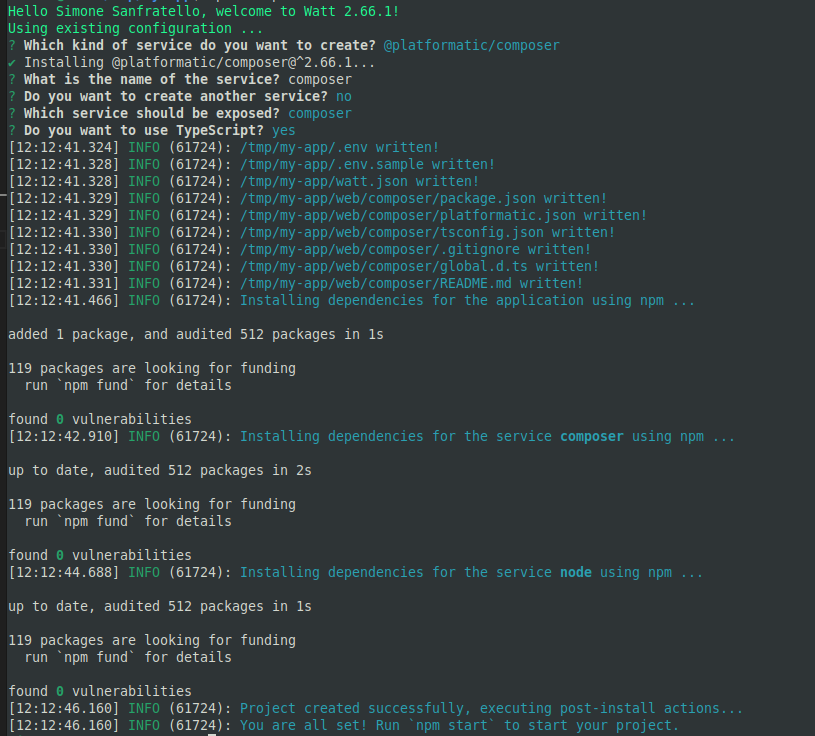 Hello Simone Sanfratello, welcome to Watt 2.66.1!
Using existing configuration ...
? Which kind of service do you want to create? @platformatic/composer
✔ Installing @platformatic/composer@^2.66.1...
? What is the name of the service? composer
? Do you want to create another service? no
? Which service should be exposed? composer
? Do you want to use TypeScript? yes
[12:12:41.324] INFO (61724): /tmp/my-app/.env written!
[12:12:41.328] INFO (61724): /tmp/my-app/.env.sample written!
[12:12:41.328] INFO (61724): /tmp/my-app/watt.json written!
[12:12:41.329] INFO (61724): /tmp/my-app/web/composer/package.json written!
[12:12:41.329] INFO (61724): /tmp/my-app/web/composer/platformatic.json written!
[12:12:41.330] INFO (61724): /tmp/my-app/web/composer/tsconfig.json written!
[12:12:41.330] INFO (61724): /tmp/my-app/web/composer/.gitignore written!
[12:12:41.330] INFO (61724): /tmp/my-app/web/composer/global.d.ts written!
[12:12:41.331] INFO (61724): /tmp/my-app/web/composer/README.md written!
[12:12:41.466] INFO (61724): Installing dependencies for the application using npm ...
added 1 package, and audited 512 packages in 1s
119 packages are looking for funding
run `npm fund` for details
found 0 vulnerabilities
[12:12:42.910] INFO (61724): Installing dependencies for the service composer using npm ...
up to date, audited 512 packages in 2s
119 packages are looking for funding
run `npm fund` for details
found 0 vulnerabilities
[12:12:44.688] INFO (61724): Installing dependencies for the service node using npm ...
up to date, audited 512 packages in 1s
119 packages are looking for funding
run `npm fund` for details
found 0 vulnerabilities
[12:12:46.160] INFO (61724): Project created successfully, executing post-install actions...
[12:12:46.160] INFO (61724): You are all set! Run `npm start` to start your project.